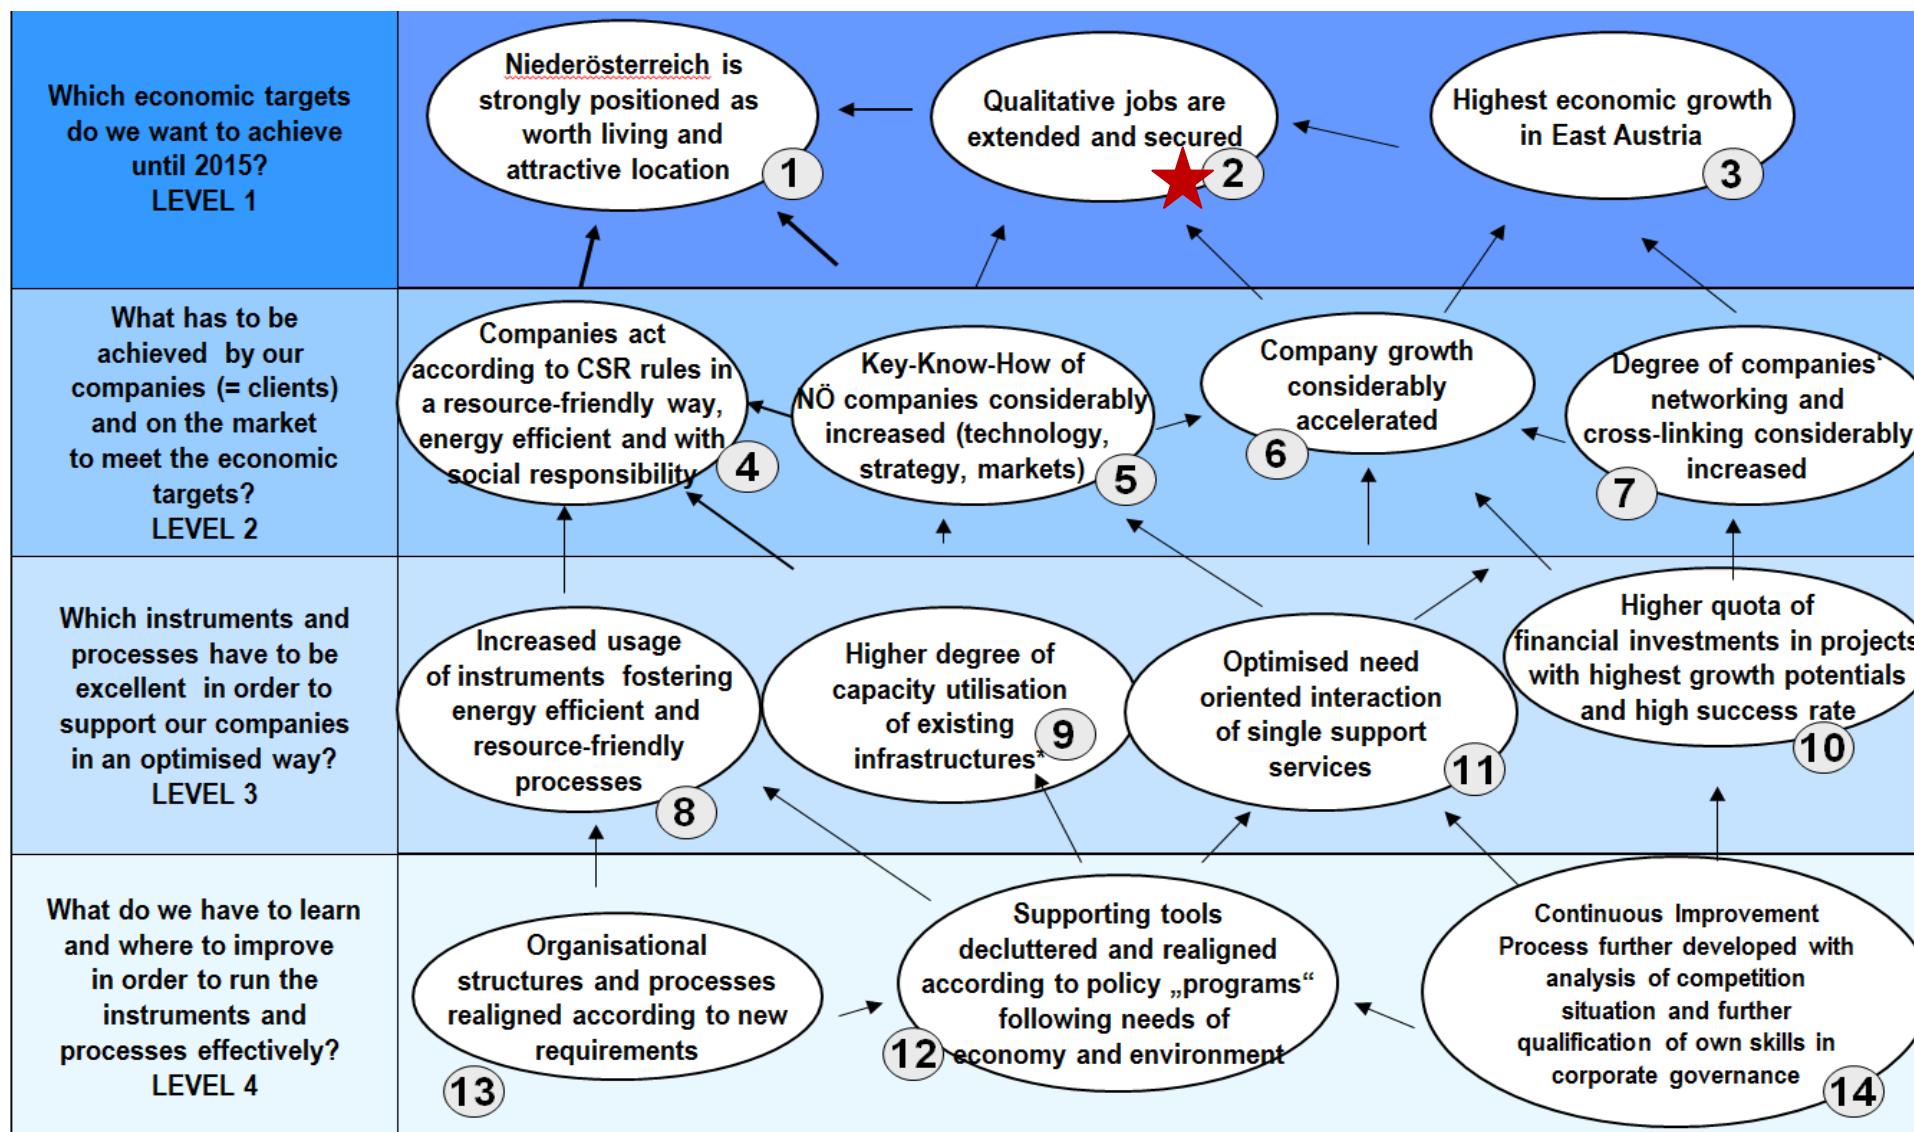 Which economic targets
do we want to achieve
until 2015?
LEVEL 1
Niederösterreich is
strongly positioned as
worth living and
attractive location
1
Qualitative jobs are
extended and secured
2
Highest economic growth
in East Austria
3
What has to be
achieved by our
companies (= clients)
and on the market
to meet the economic
targets?
LEVEL 2
Companies act
according to CSR rules in
a resource-friendly way,
energy efficient and with
social responsibility
4
Key-Know-How of
NÖ companies considerably
increased (technology,
strategy, markets)
5
Company growth
considerably
accelerated
6
Degree of companies‘
networking and
cross-linking considerably
increased
7
Which instruments and
processes have to be
excellent in order to
support our companies
in an optimised way?
LEVEL 3
Increased usage
of instruments fostering
energy efficient and
resource-friendly
processes
8
Higher degree of
capacity utilisation
of existing
infrastructures*
9
Optimised need
oriented interaction
of single support
services
11
Higher quota of
financial investments in projects
with highest growth potentials
and high success rate
10
What do we have to learn
and where to improve
in order to run the
instruments and
processes effectively?
LEVEL 4
Organisational
structures and processes
realigned according to new
requirements
13
Supporting tools
decluttered and realigned
according to policy „programs“
following needs of
economy and environment
12
Continuous Improvement
Process further developed with
analysis of competition
situation and further
qualification of own skills in
corporate governance
14